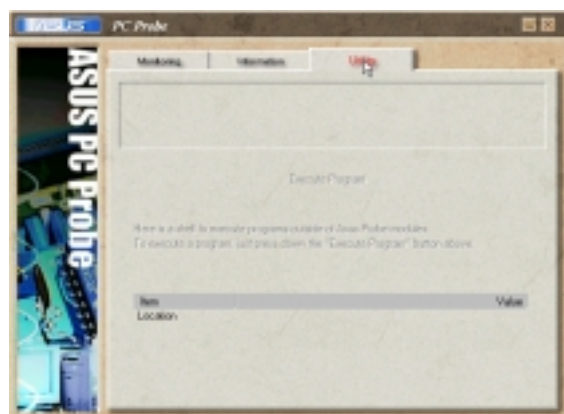 ASUS PC Probe
Monitoring Information Utility
ASUS PC Probe
Execute Program
Here is a shell to execute programs outside of Asus Probe modules.
To execute a program, just press down the "Execute Program" button above.
Item Value
Location